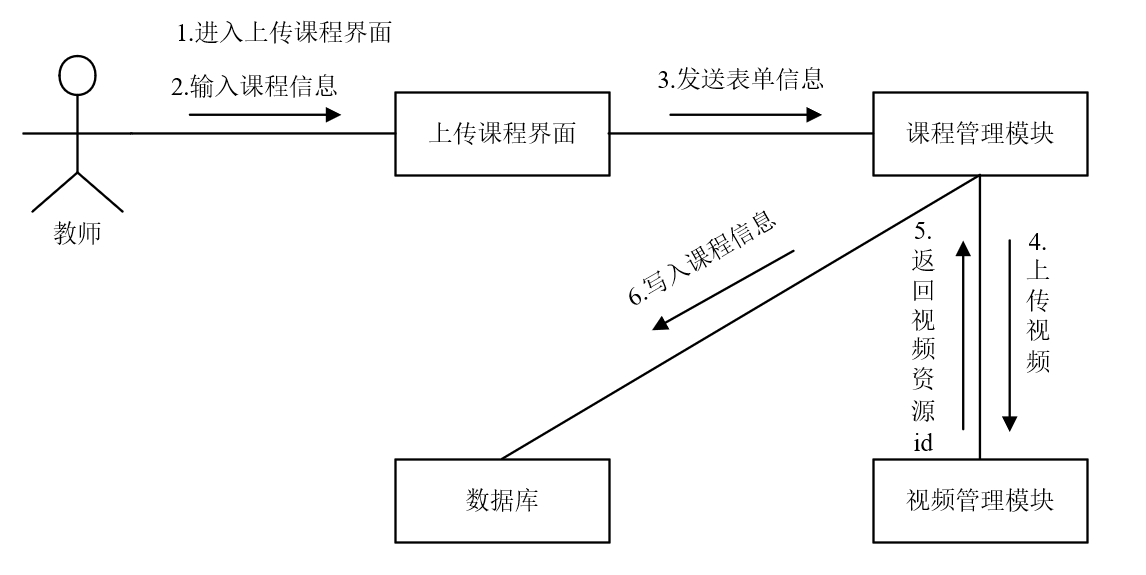 1.进入上传课程界面
2.输入课程信息
3.发送表单信息
上传课程界面
课程管理模块
教师
6.写入课程信息
5.返回视频资源id
4.上传视频
数据库
视频管理模块